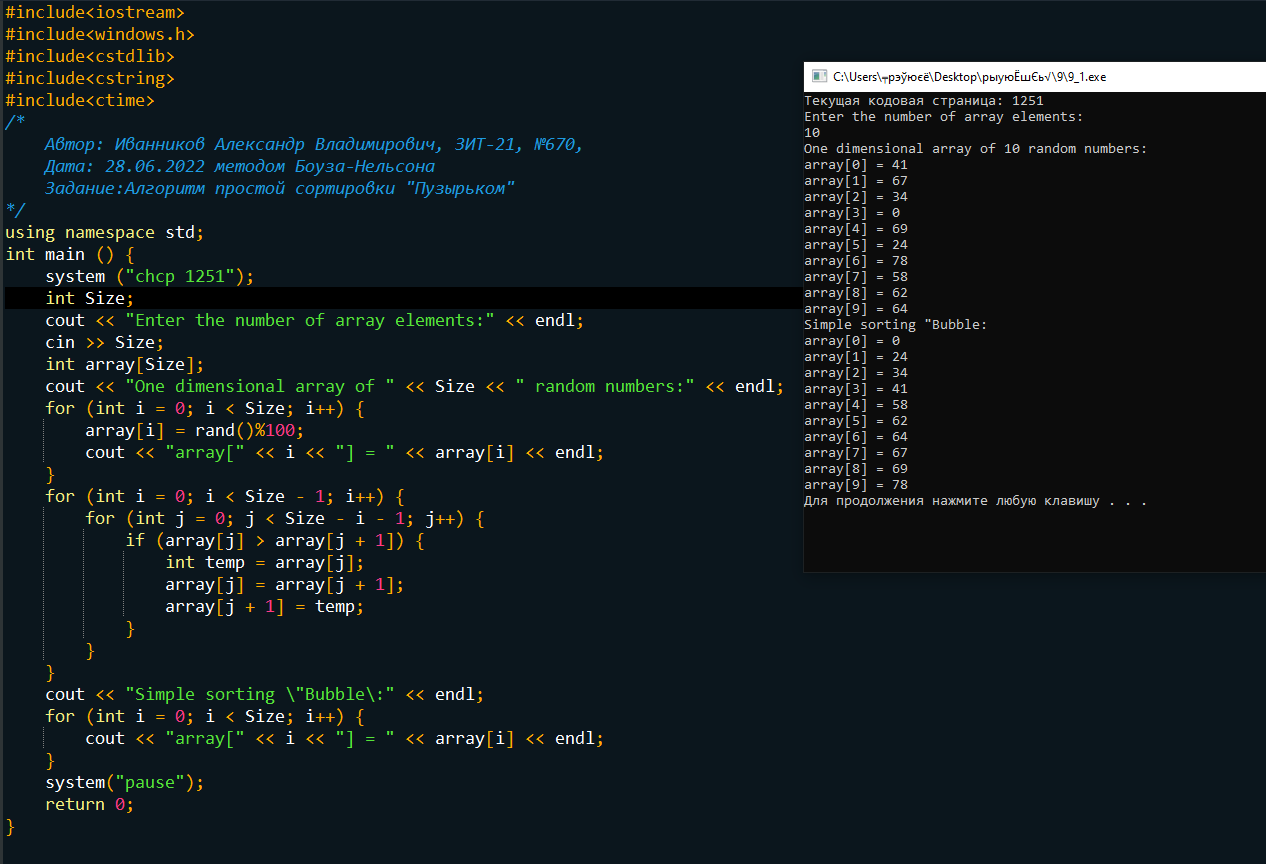 #include<iostream>
#include<windows.h>
#include<cstdlib>
#include<cstring>
#include<ctime>
/*
    Автор: Иванников Александр Владимирович, ЗИТ-21, №670,
    Дата: 28.06.2022 методом Боуза-Нельсона
    Задание:Алгоритм простой сортировки "Пузырьком"
*/
using namespace std;
int main () {
    system ("chcp 1251");
    int Size;
    cout << "Enter the number of array elements:" << endl;
    cin >> Size;
    int array[Size];
    cout << "One dimensional array of " << Size << " random numbers:" << endl;
    for (int i = 0; i < Size; i++) {
        array[i] = rand()%100;
        cout << "array[" << i << "] = " << array[i] << endl;
    }
    for (int i = 0; i < Size - 1; i++) {
        for (int j = 0; j < Size - i - 1; j++) {
            if (array[j] > array[j + 1]) {
                int temp = array[j];
                array[j] = array[j + 1];
                array[j + 1] = temp;
            }
        }
    }
    cout << "Simple sorting \"Bubble\:" << endl;
    for (int i = 0; i < Size; i++) {
        cout << "array[" << i << "] = " << array[i] << endl;
    }
    system("pause");
    return 0;
}
C:\Users\╤рэўюсё\Desktop\рыуюЁшЄь√\9\9_1.exe
Текущая кодовая страница: 1251
Enter the number of array elements:
10
One dimensional array of 10 random numbers:
array[0] = 41
array[1] = 67
array[2] = 34
array[3] = 0
array[4] = 69
array[5] = 24
array[6] = 78
array[7] = 58
array[8] = 62
array[9] = 64
Simple sorting "Bubble:
array[0] = 0
array[1] = 24
array[2] = 34
array[3] = 41
array[4] = 58
array[5] = 62
array[6] = 64
array[7] = 67
array[8] = 69
array[9] = 78
Для продолжения нажмите любую клавишу . . .